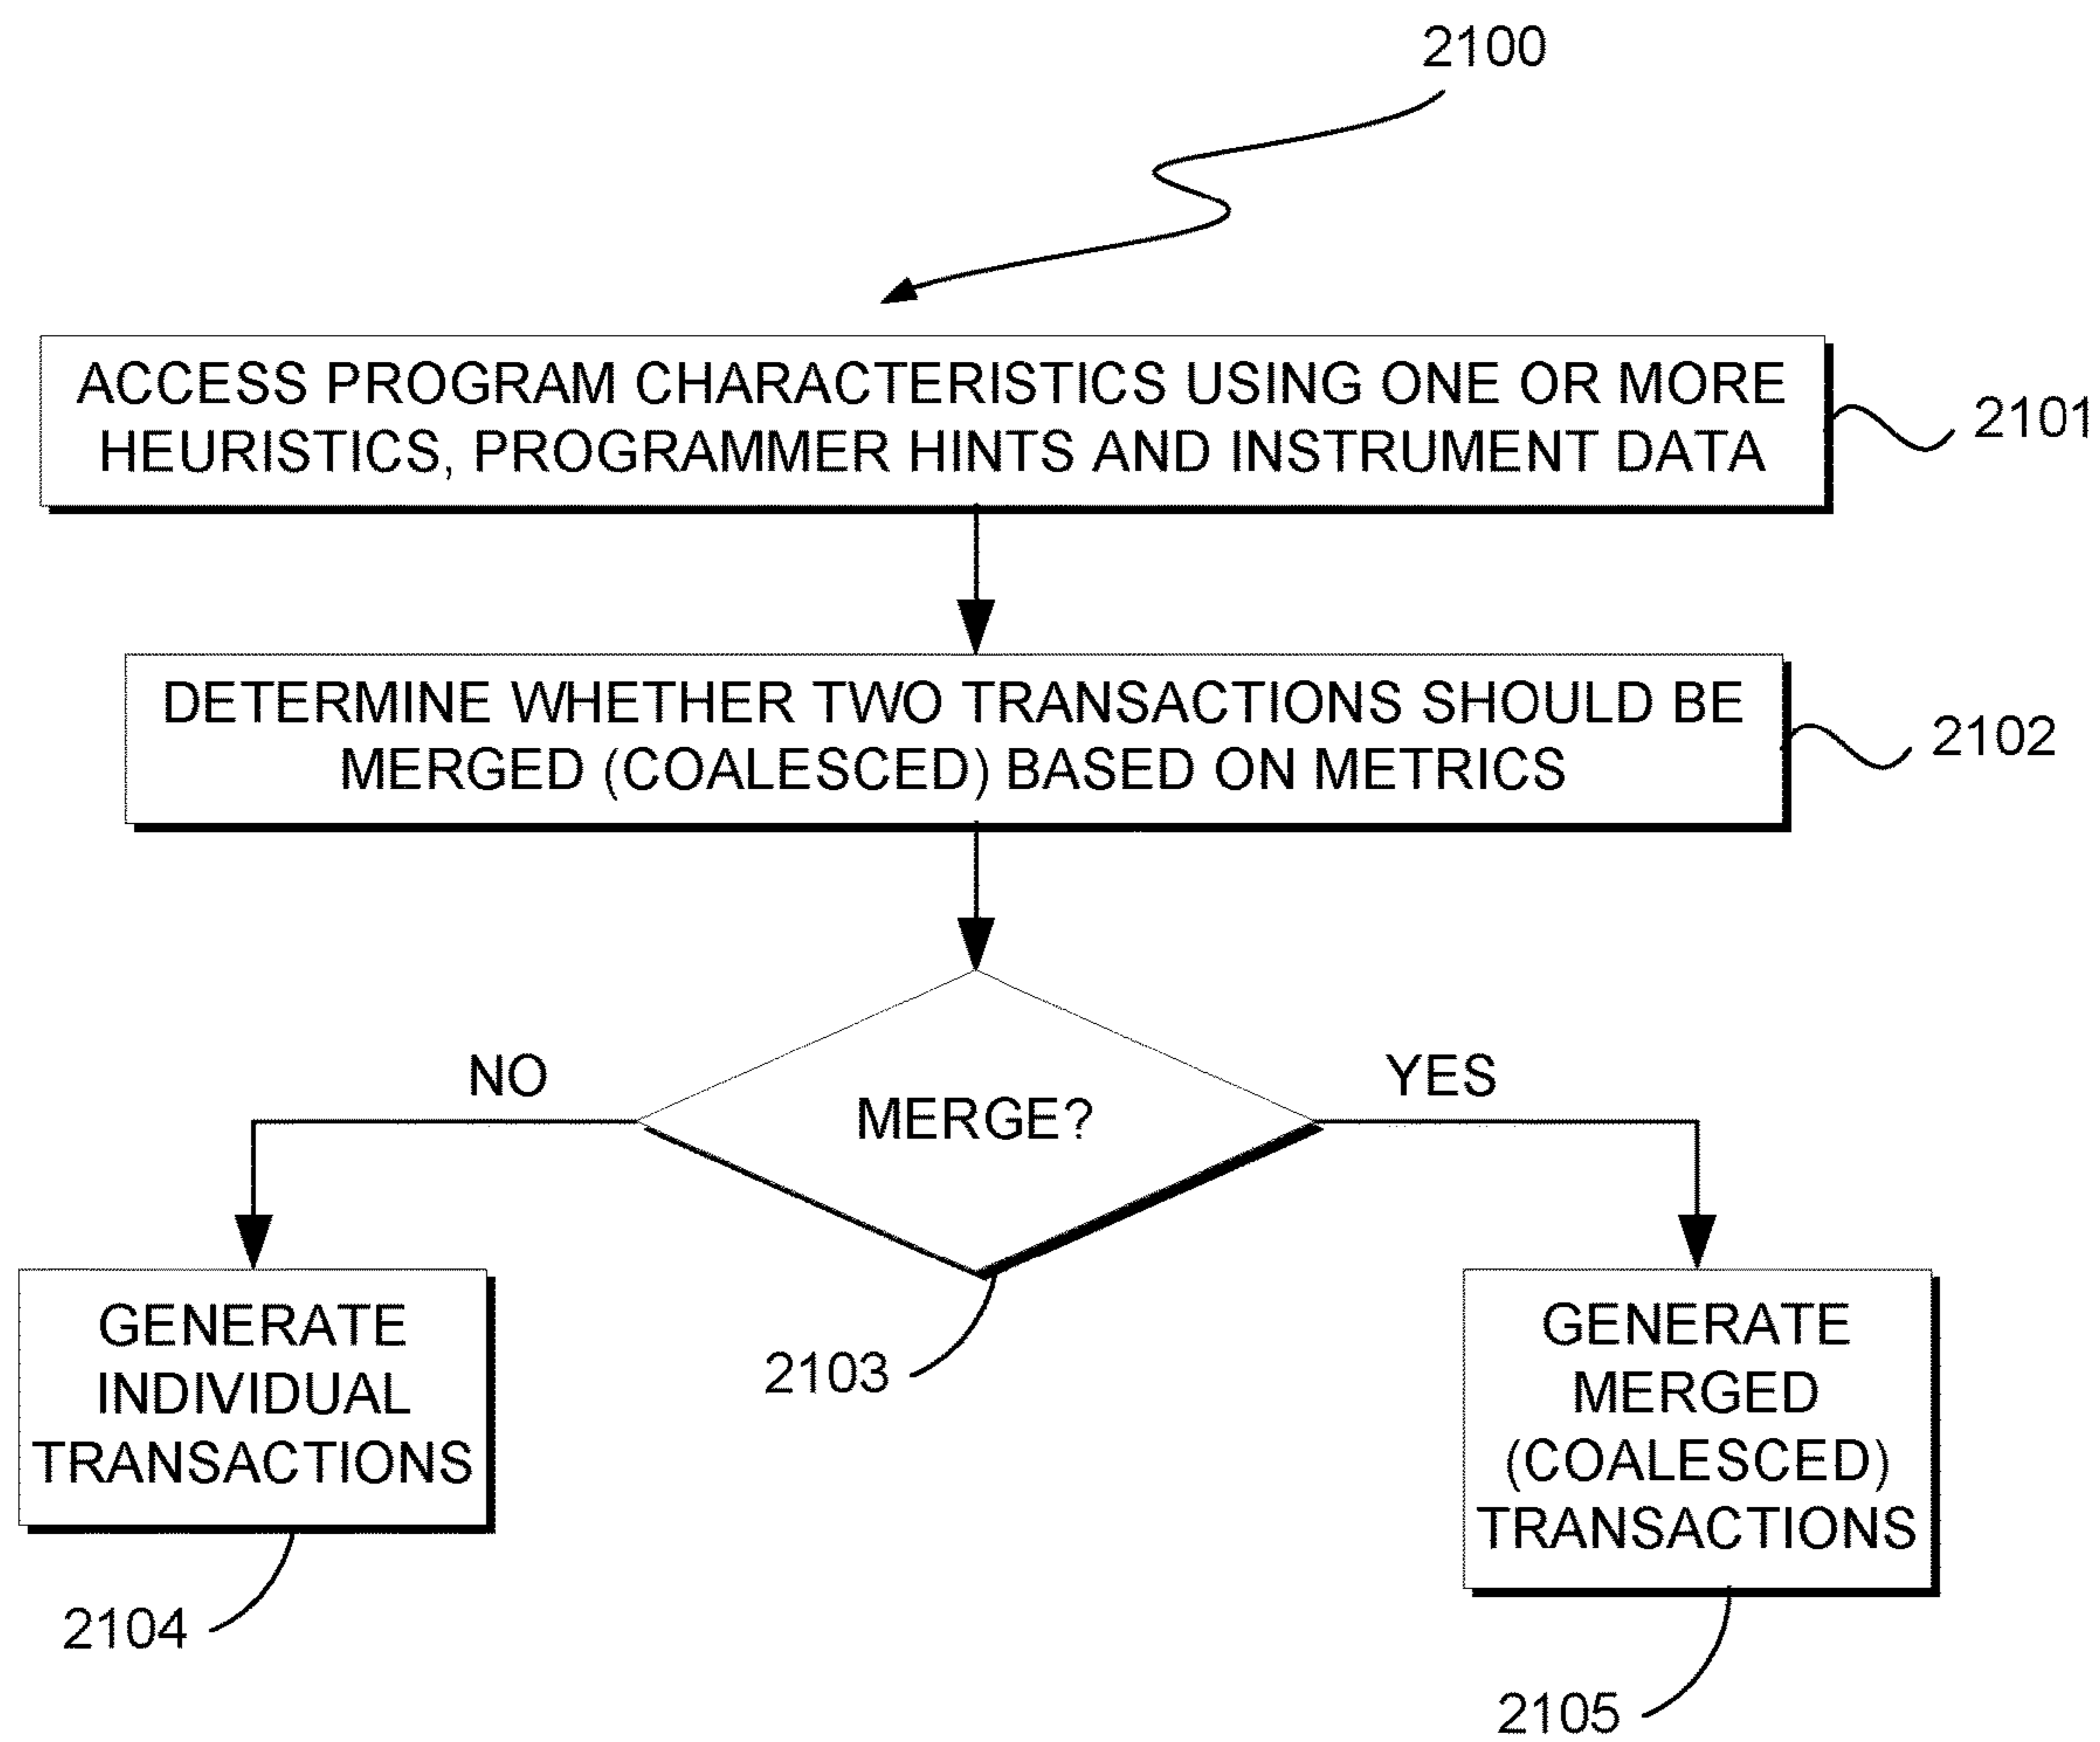 2100
ACCESS PROGRAM CHARACTERISTICS USING ONE OR MORE
HEURISTICS, PROGRAMMER HINTS AND INSTRUMENT DATA
2101
DETERMINE WHETHER TWO TRANSACTIONS SHOULD BE
MERGED (COALESCED) BASED ON METRICS
2102
NO
YES
MERGE?
2103
GENERATE
INDIVIDUAL
TRANSACTIONS
2104
GENERATE
MERGED
(COALESCED)
TRANSACTIONS
2105